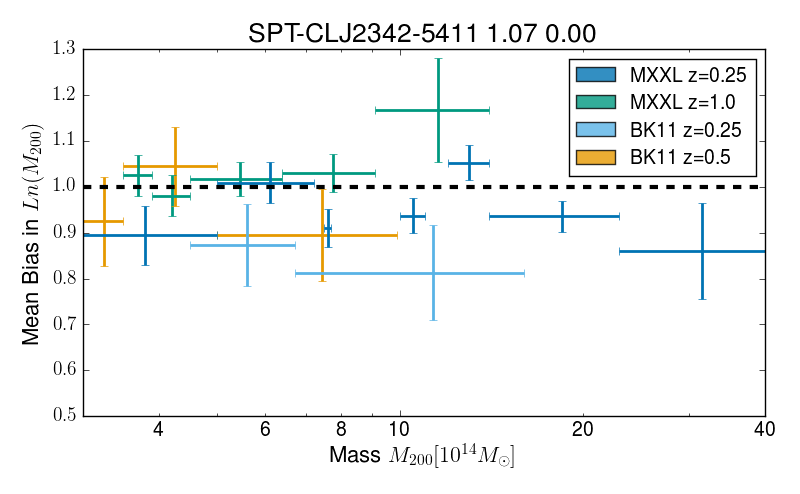 SPT-CLJ2342-5411 1.07 0.00
1.3
1.2
1.1
1.0
0.9
0.8
0.7
0.6
0.5
Mean Bias in Ln(M200)
MXXL z=0.25
MXXL z=1.0
BK11 z=0.25
BK11 z=0.5
4 6 8 10 20 40
Mass M200[10^14 M⊙]